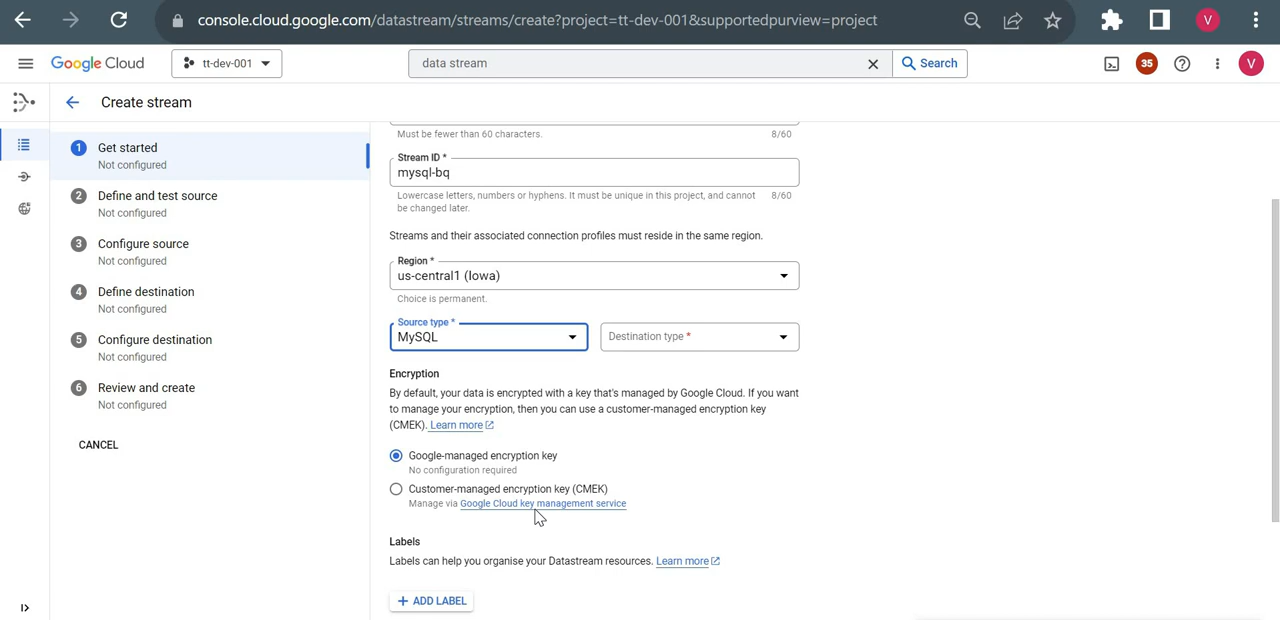 console.cloud.google.com/datastream/streams/create?project=tt-dev-001&supportedpurview=project
V
Google Cloud
tt-dev-001
data stream
Search
35
V
Create stream
1 Get started
Not configured
2 Define and test source
Not configured
3 Configure source
Not configured
4 Define destination
Not configured
5 Configure destination
Not configured
6 Review and create
Not configured
CANCEL
Must be fewer than 60 characters. 8/60
Stream ID *
mysql-bq
Lowercase letters, numbers or hyphens. It must be unique in this project, and cannot 8/60
be changed later.
Streams and their associated connection profiles must reside in the same region.
Region *
us-central1 (Iowa)
Choice is permanent.
Source type *
MySQL
Destination type *
Encryption
By default, your data is encrypted with a key that's managed by Google Cloud. If you want
to manage your encryption, then you can use a customer-managed encryption key
(CMEK). Learn more
Google-managed encryption key
No configuration required
Customer-managed encryption key (CMEK)
Manage via Google Cloud key management service
Labels
Labels can help you organise your Datastream resources. Learn more
+ ADD LABEL